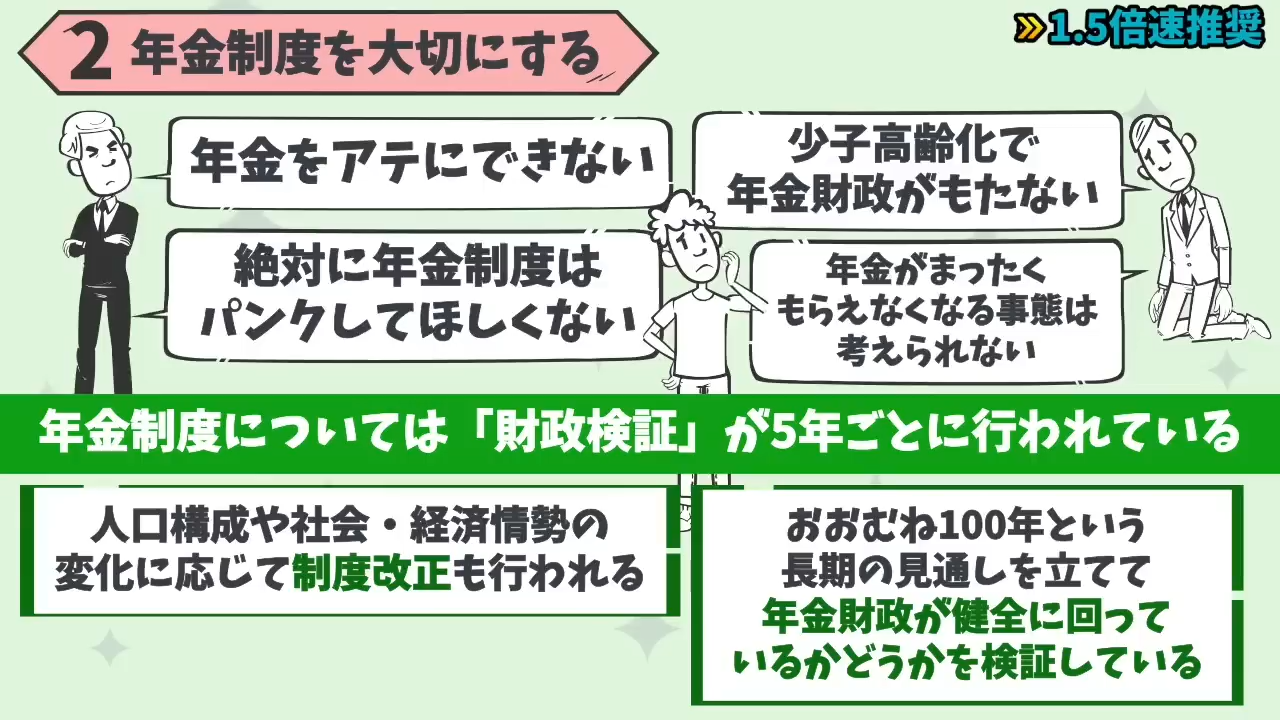 2 年金制度を大切にする
»1.5倍速推奨
年金をアテにできない
少子高齢化で
年金財政がもたない
絶対に年金制度は
パンクしてほしくない
年金がまったく
もらえなくなる事態は
考えられない
年金制度については「財政検証」が5年ごとに行われている
人口構成や社会・経済情勢の
変化に応じて制度改正も行われる
おおむね100年という
長期の見通しを立てて
年金財政が健全に回って
いるかどうかを検証している